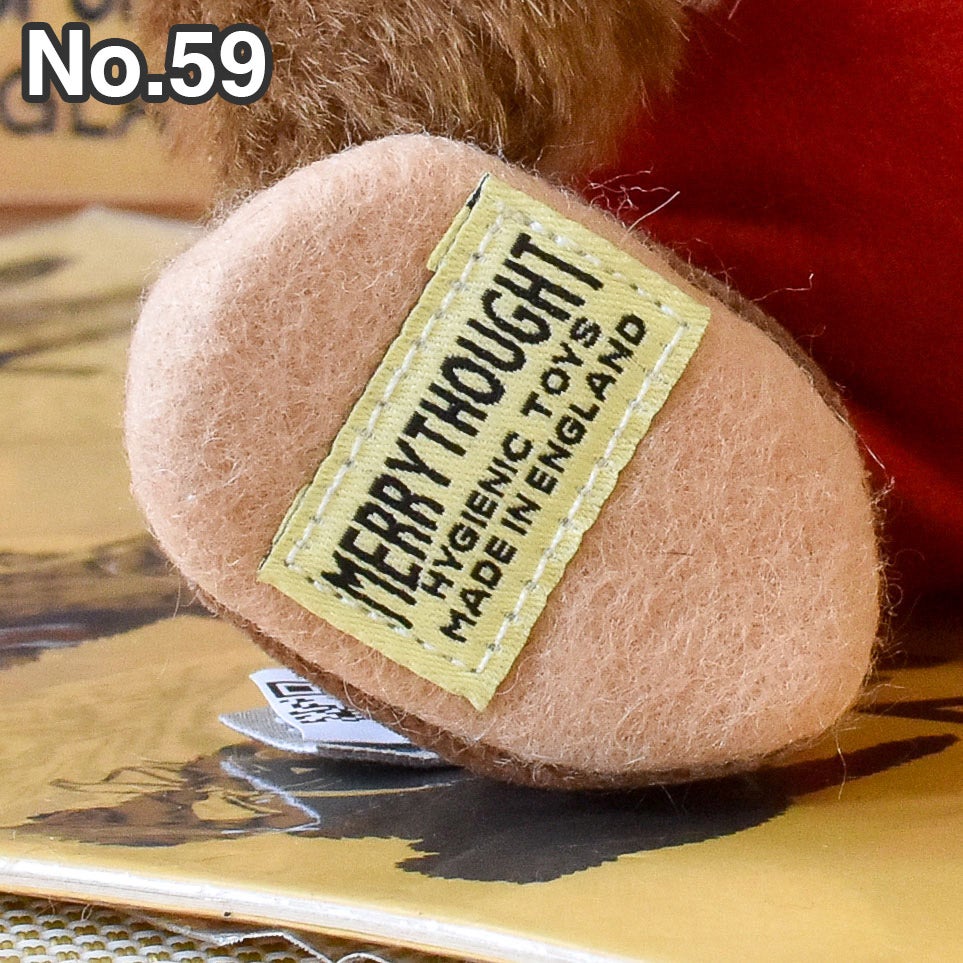 No.59
MERRYTHOUGHT
HYGIENIC TOYS
MADE IN ENGLAND